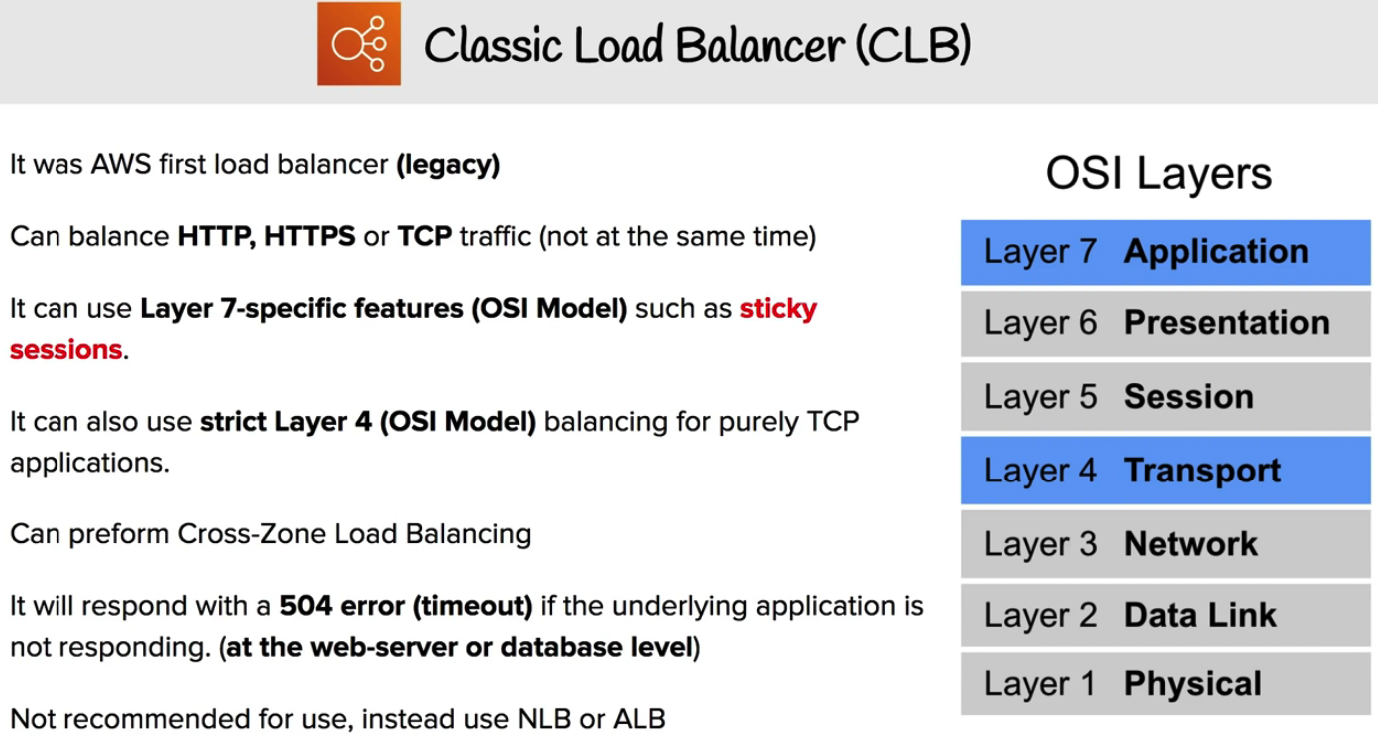 Classic Load Balancer (CLB)
It was AWS first load balancer (legacy)
Can balance HTTP, HTTPS or TCP traffic (not at the same time)
It can use Layer 7-specific features (OSI Model) such as sticky
sessions.
It can also use strict Layer 4 (OSI Model) balancing for purely TCP
applications.
Can preform Cross-Zone Load Balancing
It will respond with a 504 error (timeout) if the underlying application is
not responding. (at the web-server or database level)
Not recommended for use, instead use NLB or ALB
OSI Layers
Layer 7 Application
Layer 6 Presentation
Layer 5 Session
Layer 4 Transport
Layer 3 Network
Layer 2 Data Link
Layer 1 Physical